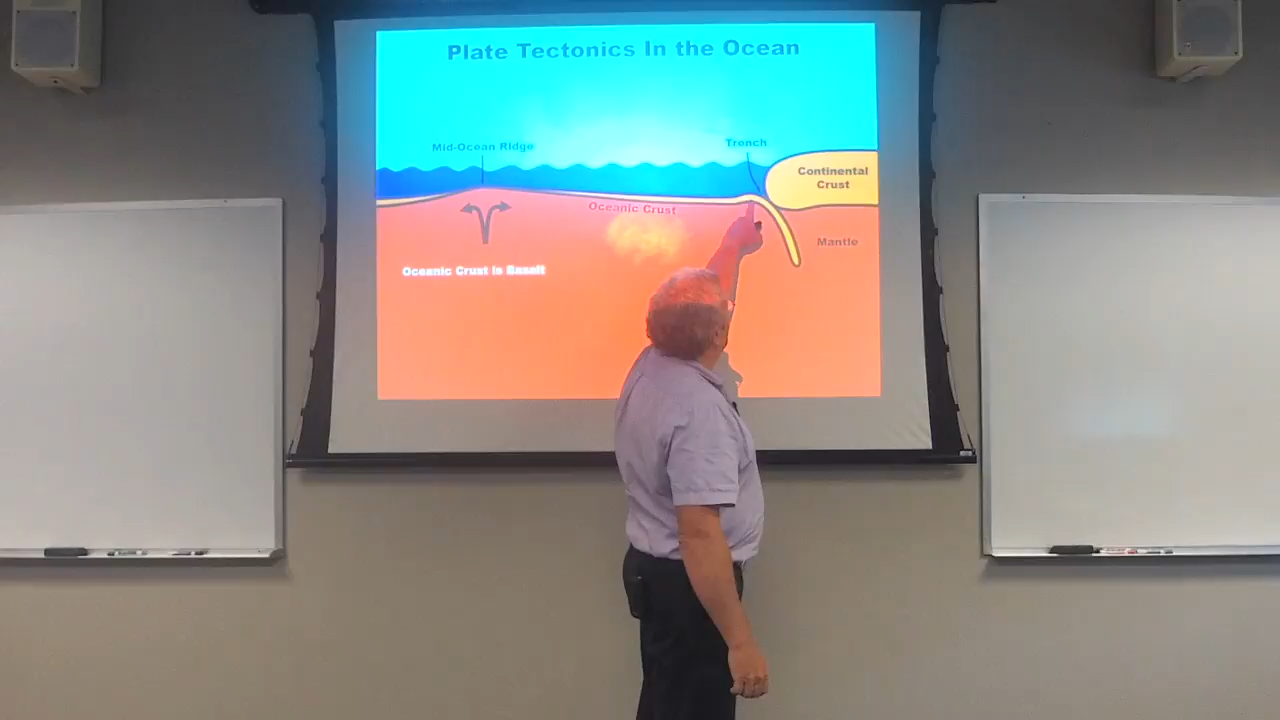 Plate Tectonics In the Ocean
Mid-Ocean Ridge
Trench
Continental
Crust
Oceanic Crust
Mantle
Oceanic Crust is Basalt